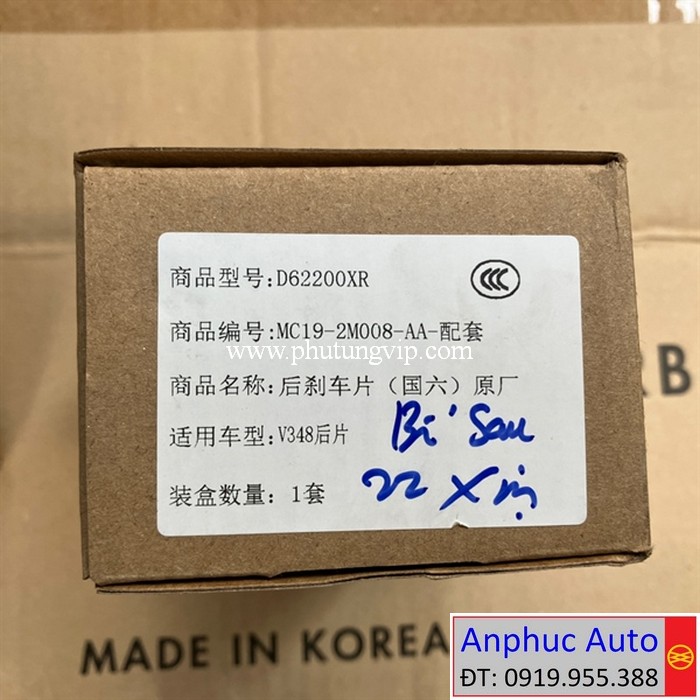 商品型号:D62200XR
CCC
商品编号:MC19-2M008-AA-配套
www.phutungvip.com
商品名称:后刹车片（国六）原厂
适用车型:V348后片
Bi' Sau
装盒数量: 1套
22 Xịn
RB
MADE IN KOREA
Anphuc Auto
ĐT: 0919.955.388